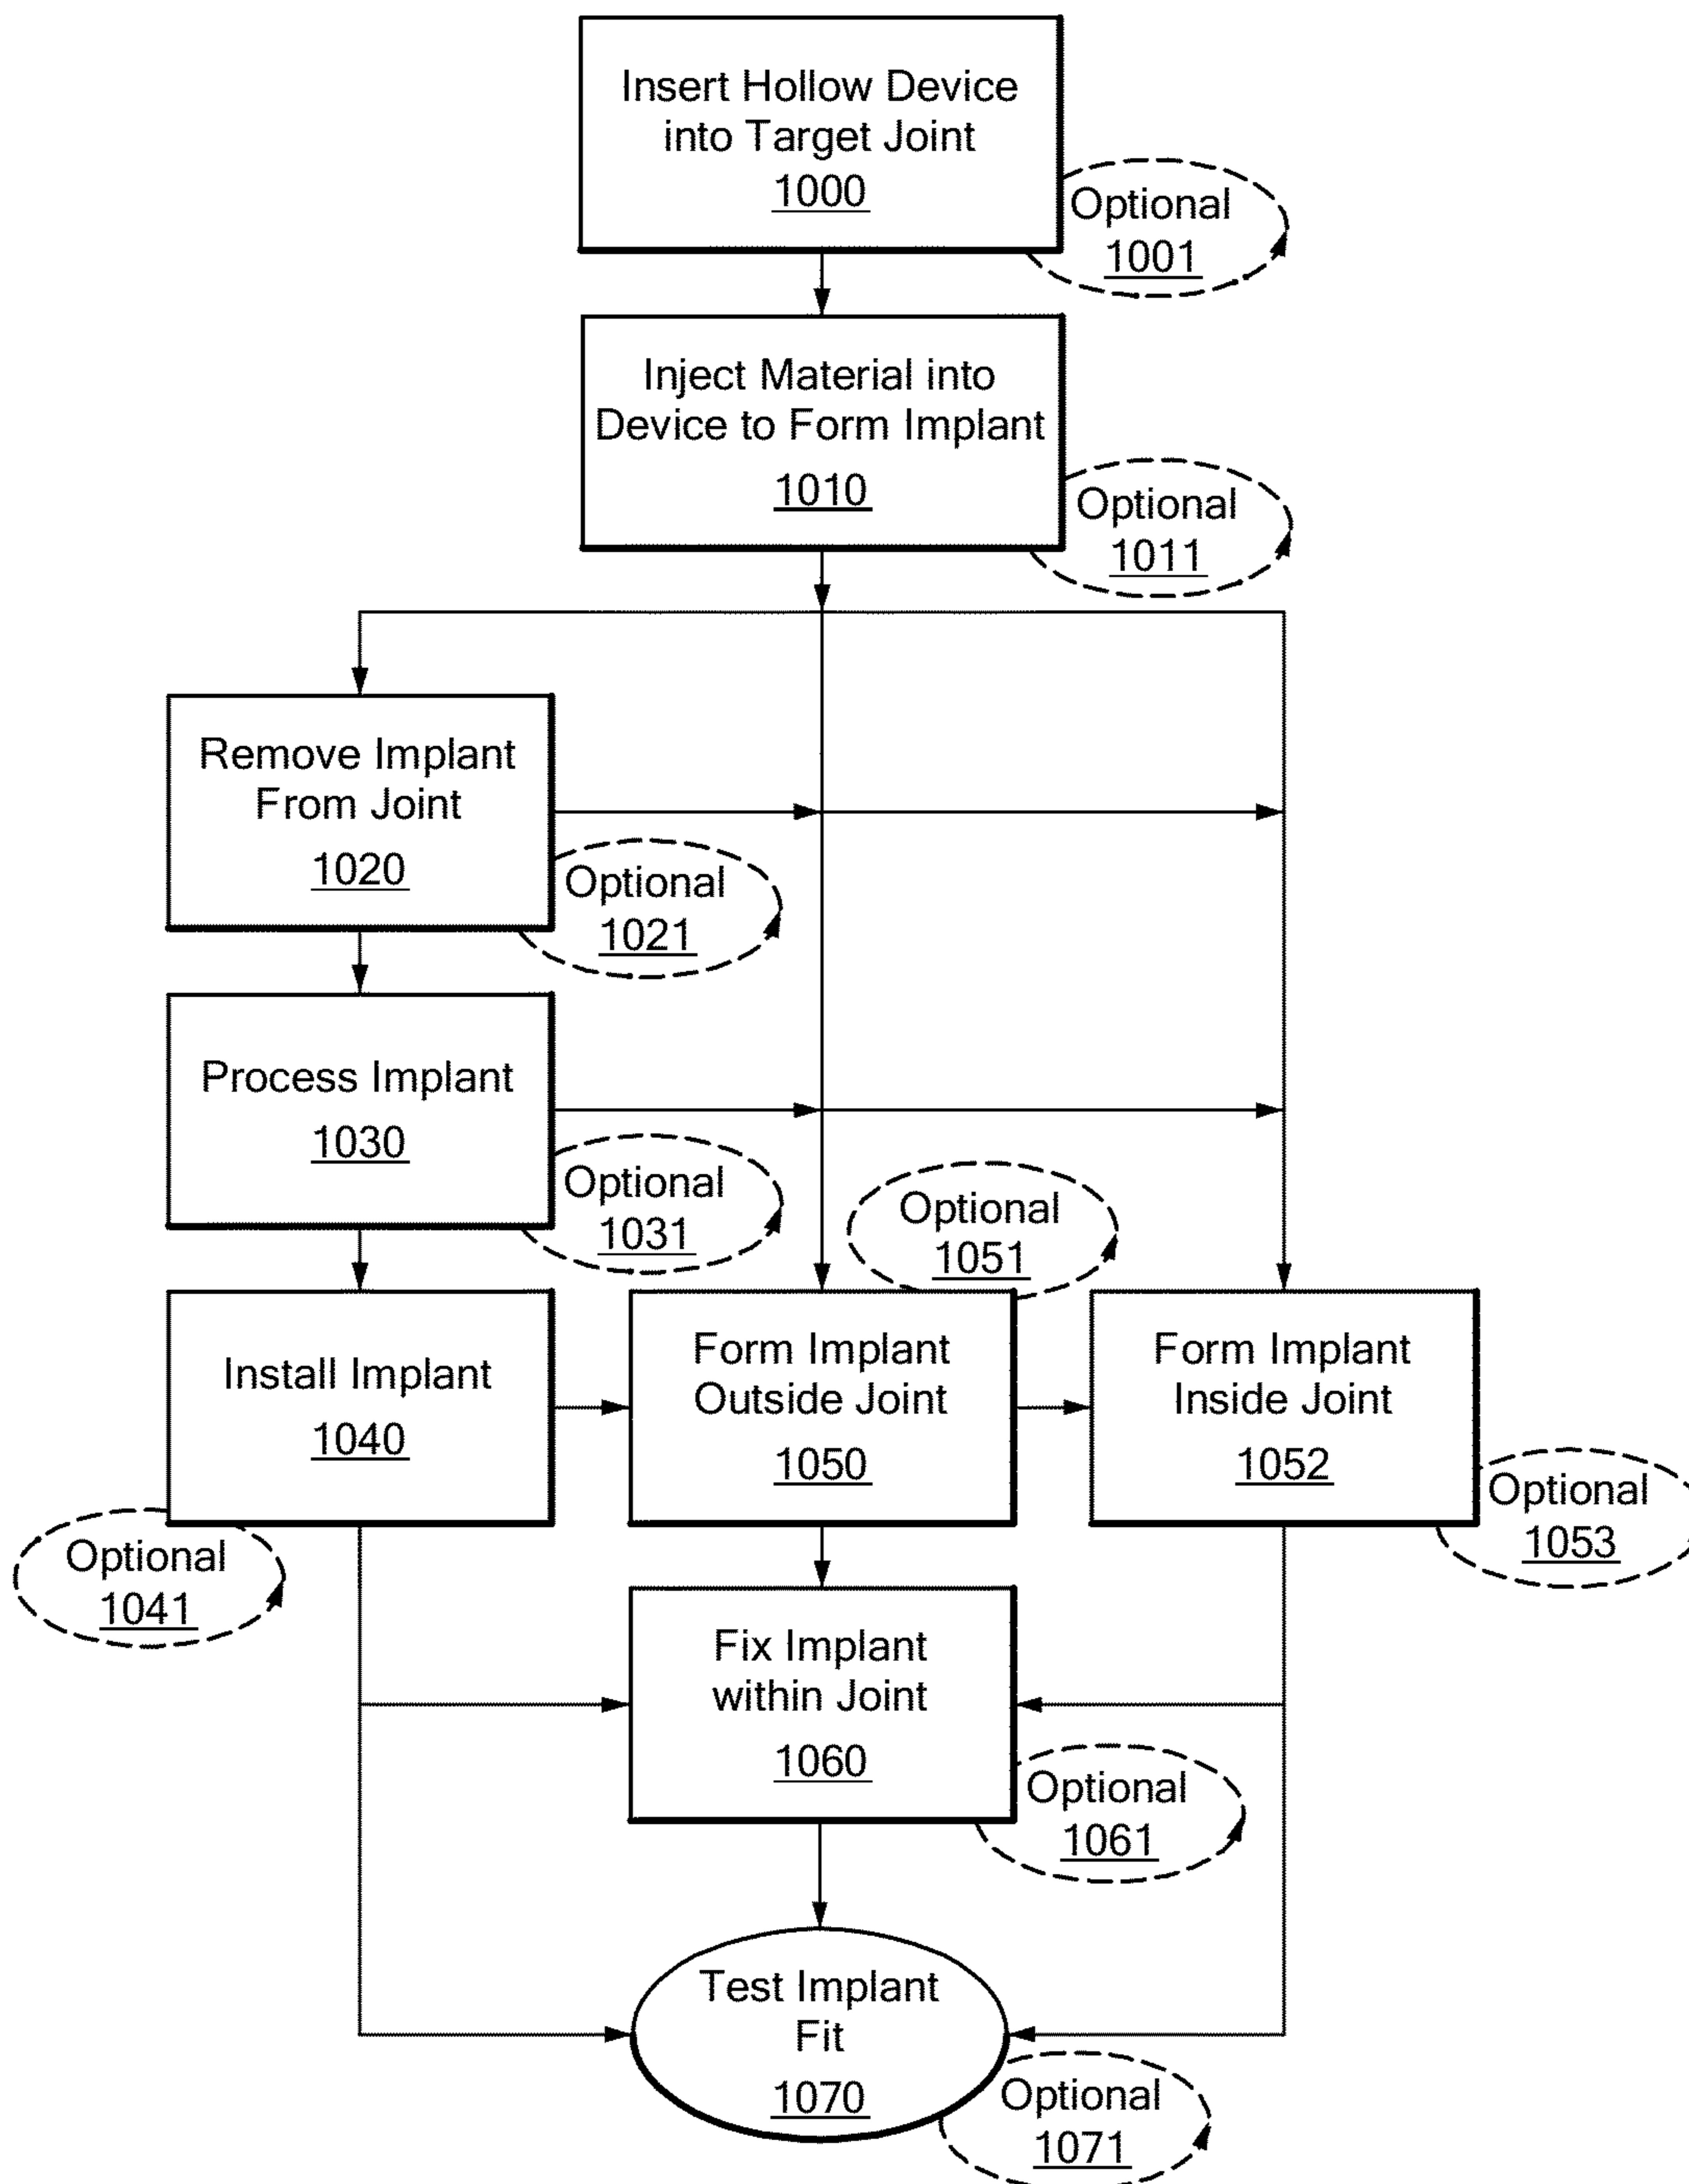 Insert Hollow Device
into Target Joint
1000
Optional
1001
Inject Material into
Device to Form Implant
1010
Optional
1011
Remove Implant
From Joint
1020
Optional
1021
Process Implant
1030
Optional
1031
Optional
1051
Install Implant
1040
Optional
1041
Form Implant
Outside Joint
1050
Form Implant
Inside Joint
1052
Optional
1053
Fix Implant
within Joint
1060
Optional
1061
Test Implant
Fit
1070
Optional
1071